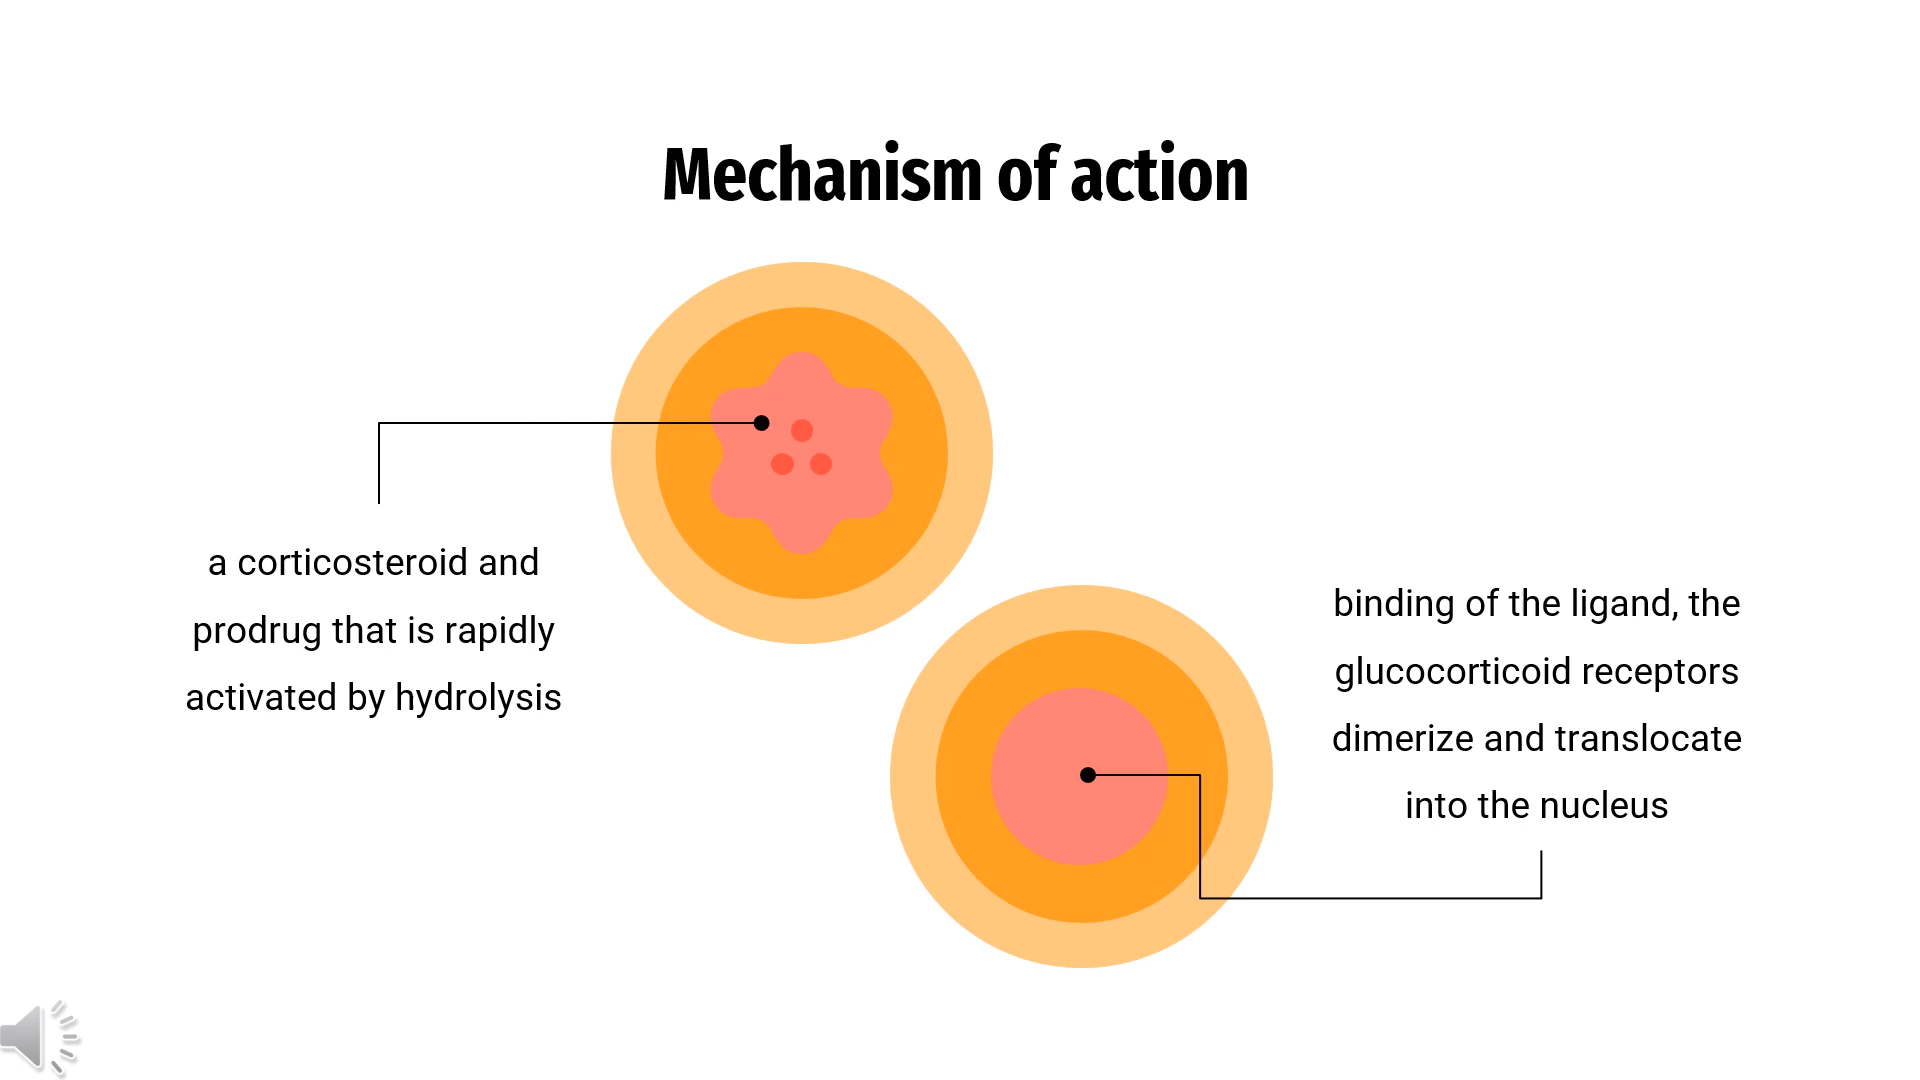 Mechanism of action
a corticosteroid and
prodrug that is rapidly
activated by hydrolysis
binding of the ligand, the
glucocorticoid receptors
dimerize and translocate
into the nucleus